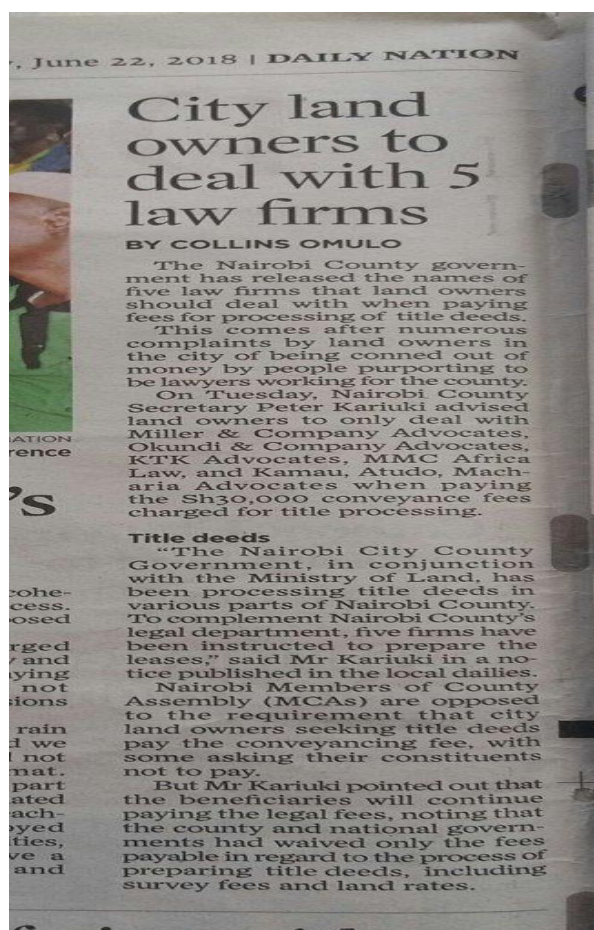 , June 22, 2018 | DAILY NATION
City land
owners to
deal with 5
law firms
BY COLLINS OMULO
The Nairobi County govern-
ment has released the names of
five law firms that land owners
should deal with when paying
fees for processing of title deeds.
This comes after numerous
complaints by land owners in
the city of being conned out of
money by people purporting to
be lawyers working for the county.
On Tuesday, Nairobi County
Secretary Peter Kariuki advised
land owners to only deal with
Miller & Company Advocates,
Okundi & Company Advocates,
KTK Advocates, MMC Africa
Law, and Kamau, Atudo, Mach-
aria Advocates when paying
the Sh30,000 conveyance fees
charged for title processing.
Title deeds
“The Nairobi City County
Government, in conjunction
with the Ministry of Land, has
been processing title deeds in
various parts of Nairobi County.
To complement Nairobi County's
legal department, five firms have
been instructed to prepare the
leases,” said Mr Kariuki in a no-
tice published in the local dailies.
Nairobi Members of County
Assembly (MCAs) are opposed
to the requirement that city
land owners seeking title deeds
pay the conveyancing fee, with
some asking their constituents
not to pay.
But Mr Kariuki pointed out that
the beneficiaries will continue
paying the legal fees, noting that
the county and national govern-
ments had waived only the fees
payable in regard to the process of
preparing title deeds, including
survey fees and land rates.
ATION
rence
's
cohe-
cess.
osed
rged
and
ying
not
sions
rain
d we
not
mat.
part
ated
ach-
oyed
ties,
ve a
and